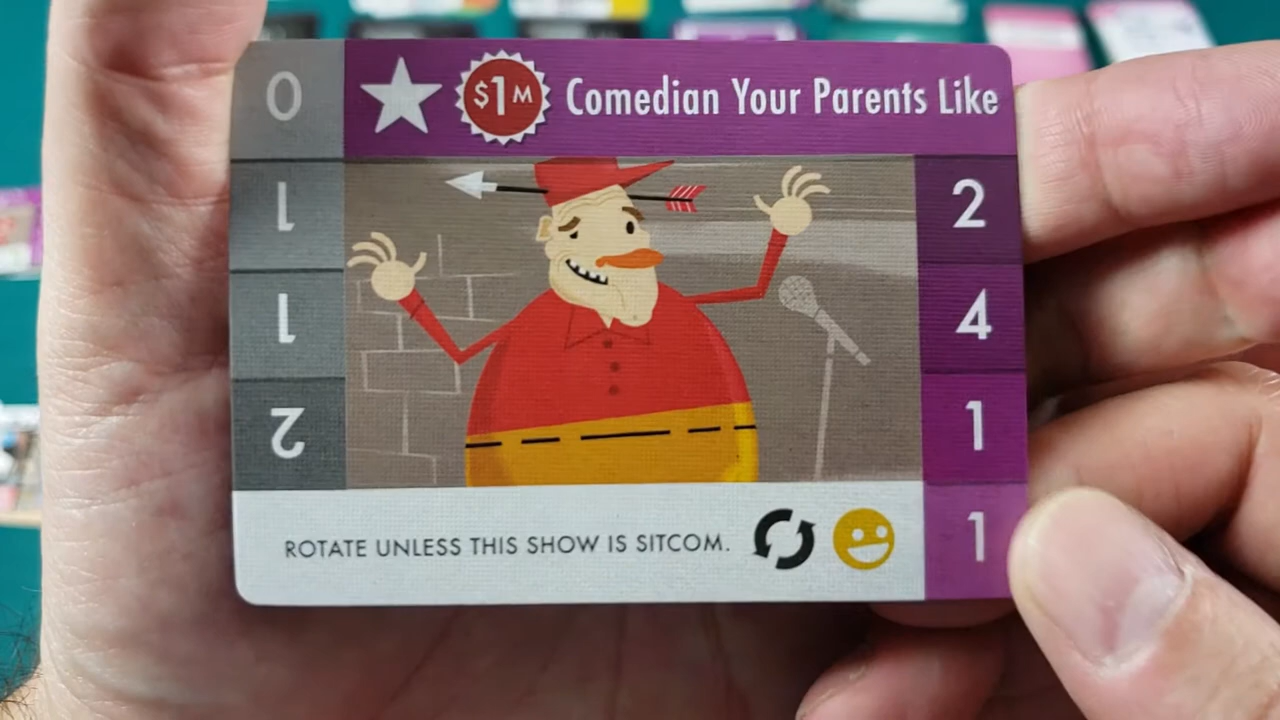 0 $1M Comedian Your Parents Like
1 2
1 4
2 1
1
ROTATE UNLESS THIS SHOW IS SITCOM.